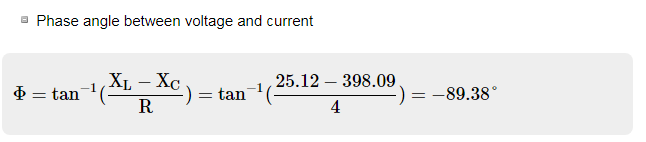 Phase angle between voltage and current
Φ = tan⁻¹(X_L − X_C / R) = tan⁻¹(25.12 − 398.09 / 4) = −89.38°